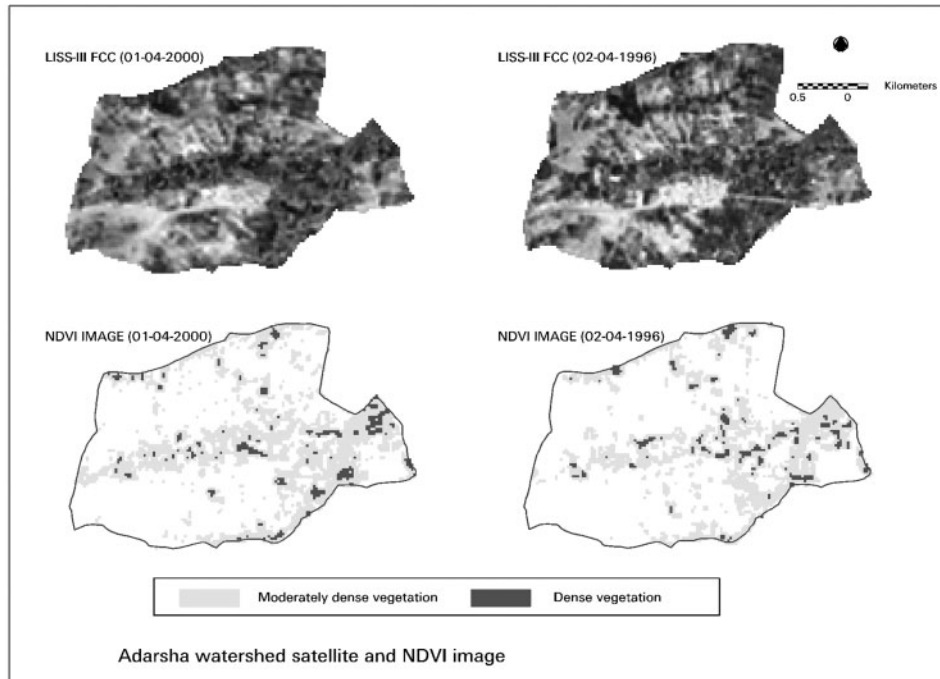 LISS-III FCC (01-04-2000)
LISS-III FCC (02-04-1996)
Kilometers
0.5 0
NDVI IMAGE (01-04-2000)
NDVI IMAGE (02-04-1996)
Moderately dense vegetation
Dense vegetation
Adarsha watershed satellite and NDVI image